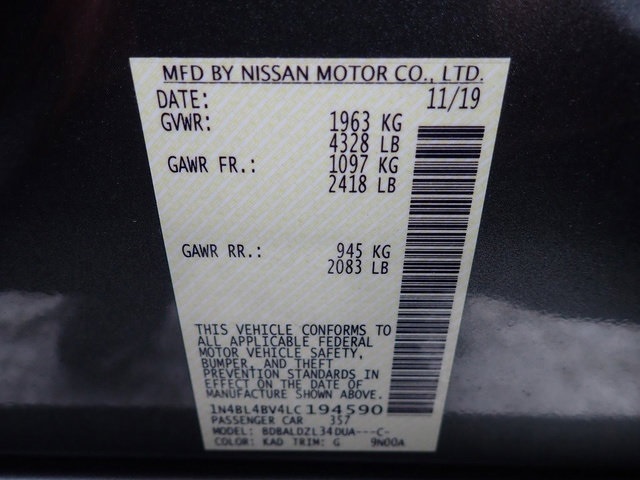 MFD BY NISSAN MOTOR CO., LTD.
DATE: 11/19
GVWR: 1963 KG
4328 LB
GAWR FR.: 1097 KG
2418 LB
GAWR RR.: 945 KG
2083 LB
THIS VEHICLE CONFORMS TO
ALL APPLICABLE FEDERAL
MOTOR VEHICLE SAFETY,
BUMPER, AND THEFT
PREVENTION STANDARDS IN
EFFECT ON THE DATE OF
MANUFACTURE SHOWN ABOVE.
1N4BL4BV4LC194590
PASSENGER CAR 357
MODEL: BDBALDZL34DUA---C-
COLOR: KAD TRIM: G 9N00A